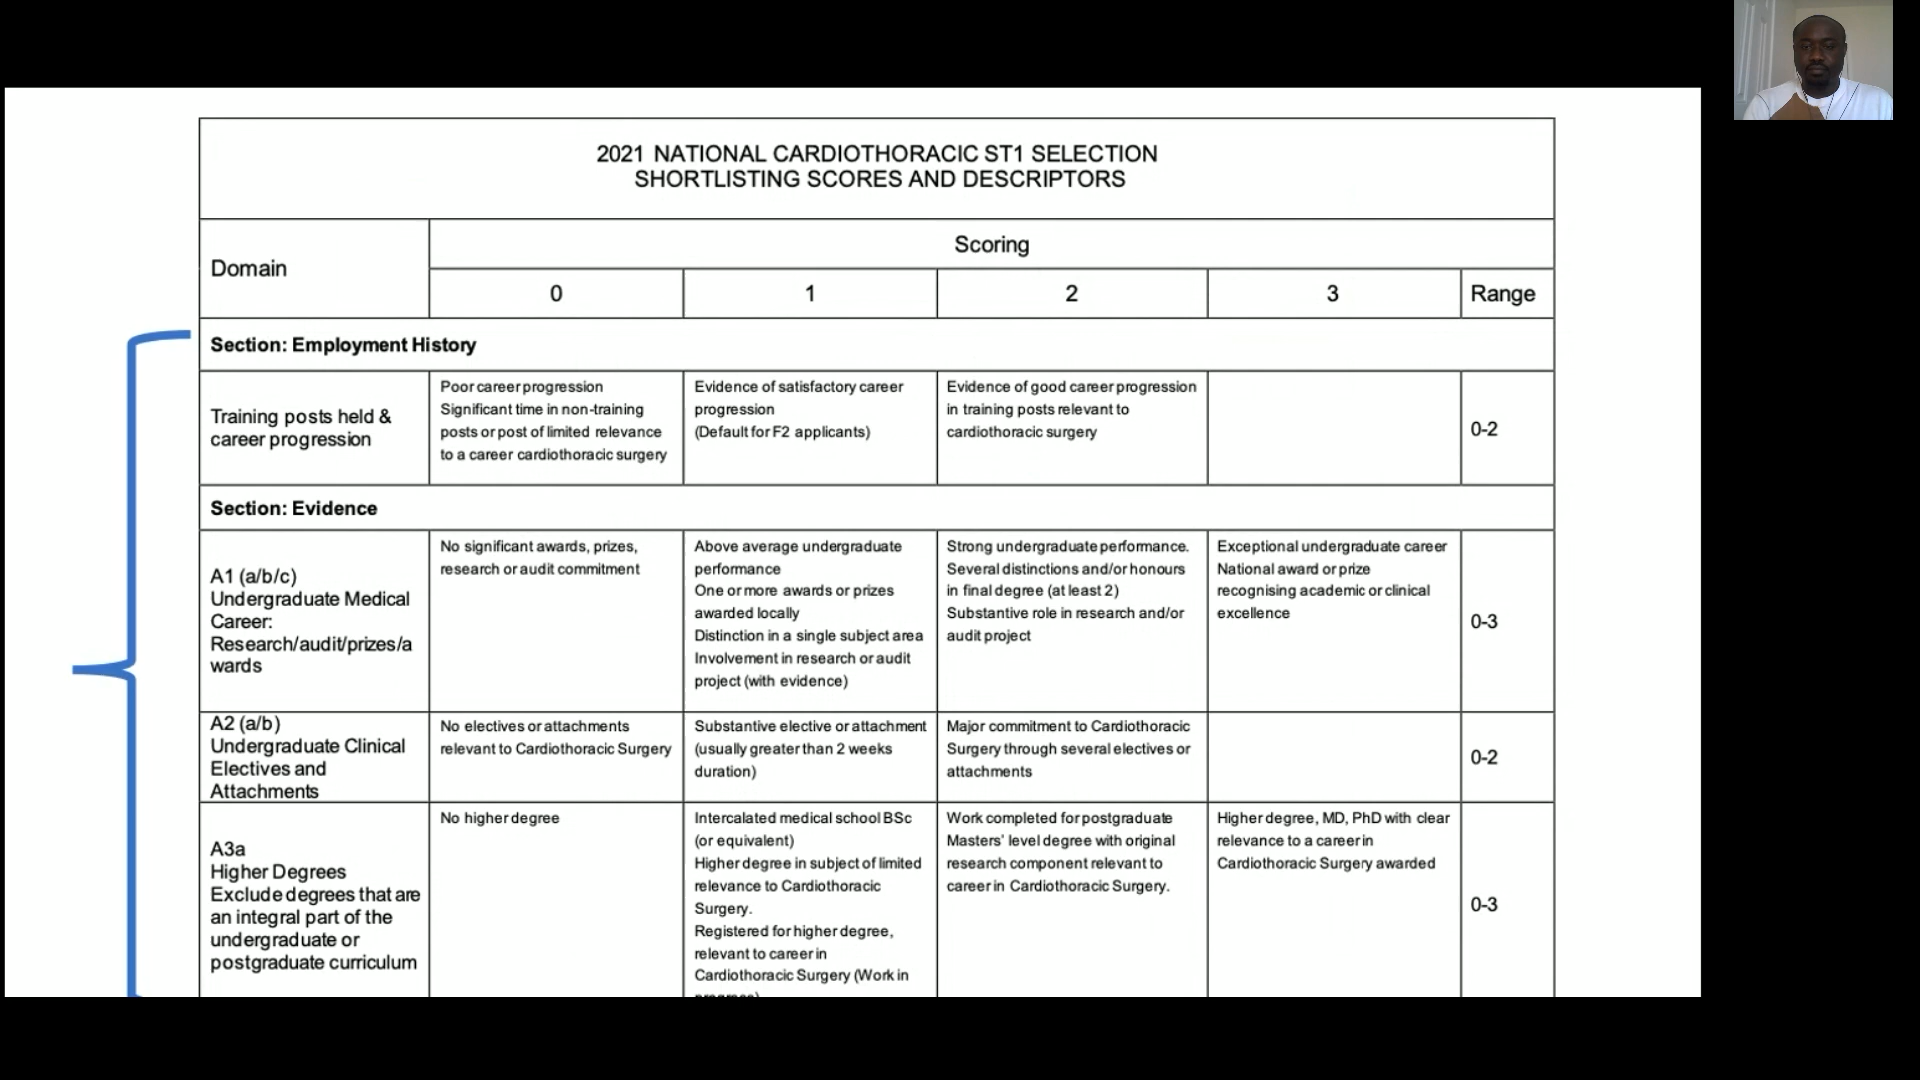 2021 NATIONAL CARDIOTHORACIC ST1 SELECTION
SHORTLISTING SCORES AND DESCRIPTORS
Domain
Scoring
0
1
2
3
Range
Section: Employment History
Training posts held &
career progression
Poor career progression
Significant time in non-training
posts or post of limited relevance
to a career cardiothoracic surgery
Evidence of satisfactory career
progression
(Default for F2 applicants)
Evidence of good career progression
in training posts relevant to
cardiothoracic surgery
0-2
Section: Evidence
A1 (a/b/c)
Undergraduate Medical
Career:
Research/audit/prizes/a
wards
No significant awards, prizes,
research or audit commitment
Above average undergraduate
performance
One or more awards or prizes
awarded locally
Distinction in a single subject area
Involvement in research or audit
project (with evidence)
Strong undergraduate performance.
Several distinctions and/or honours
in final degree (at least 2)
Substantive role in research and/or
audit project
Exceptional undergraduate career
National award or prize
recognising academic or clinical
excellence
0-3
A2 (a/b)
Undergraduate Clinical
Electives and
Attachments
No electives or attachments
relevant to Cardiothoracic Surgery
Substantive elective or attachment
(usually greater than 2 weeks
duration)
Major commitment to Cardiothoracic
Surgery through several electives or
attachments
0-2
A3a
Higher Degrees
Exclude degrees that are
an integral part of the
undergraduate or
postgraduate curriculum
No higher degree
Intercalated medical school BSc
(or equivalent)
Higher degree in subject of limited
relevance to Cardiothoracic
Surgery.
Registered for higher degree,
relevant to career in
Cardiothoracic Surgery (Work in
Work completed for postgraduate
Masters' level degree with original
research component relevant to
career in Cardiothoracic Surgery.
Higher degree, MD, PhD with clear
relevance to a career in
Cardiothoracic Surgery awarded
0-3